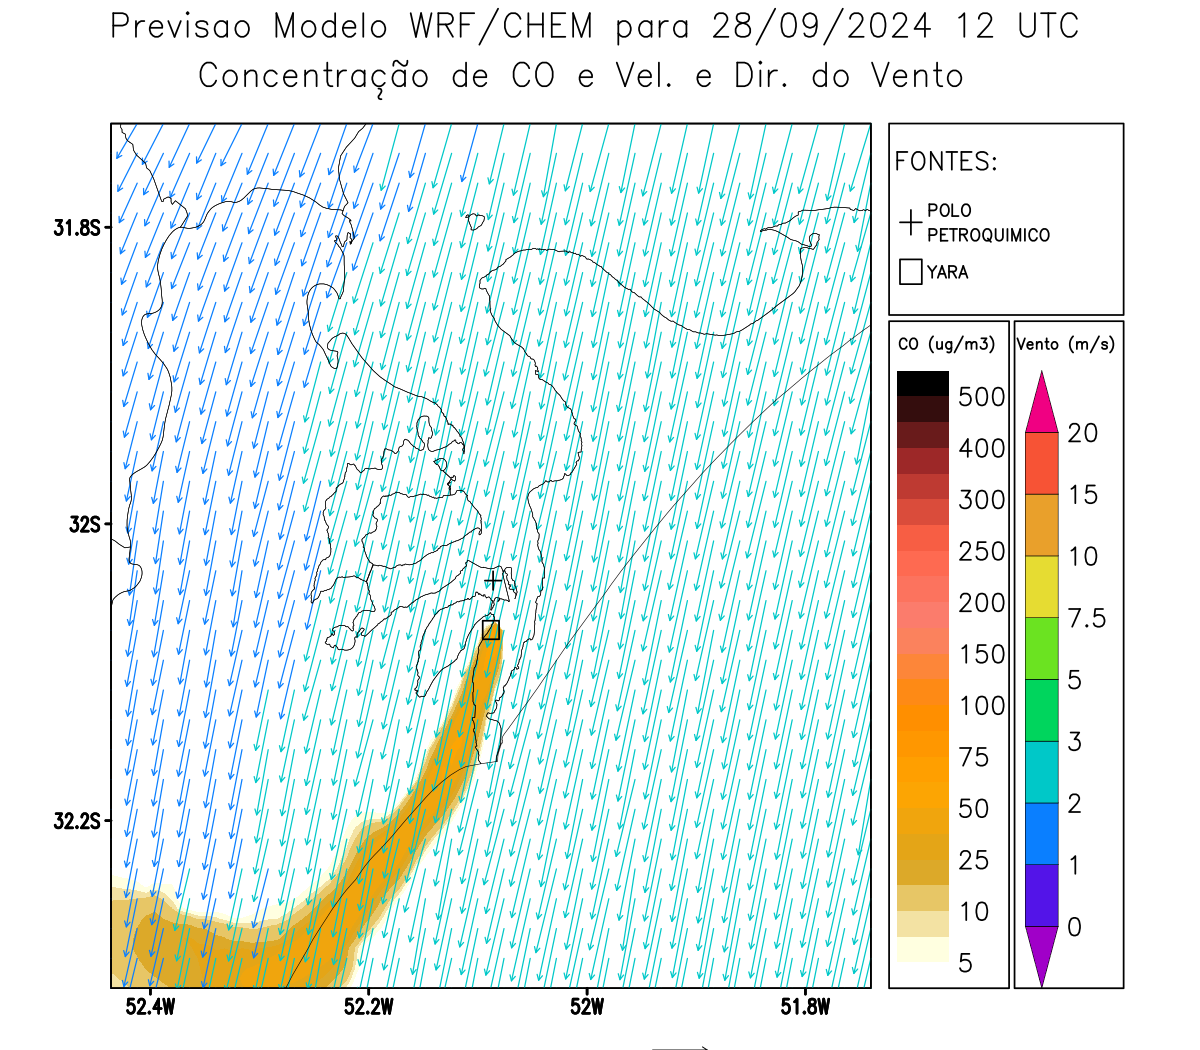 Previsao Modelo WRF/CHEM para 28/09/2024 12 UTC
Concentração de CO e Vel. e Dir. do Vento
FONTES:
POLO
PETROQUIMICO
YARA
CO (ug/m3)
500
400
300
250
200
150
100
75
50
25
10
5
Vento (m/s)
20
15
10
7.5
5
3
2
1
0
31.8S
32S
32.2S
52.4W
52.2W
52W
51.8W